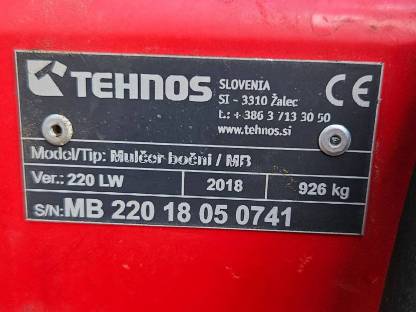 TEHNOS
SLOVENIA
SI - 3310 Žalec
t.: + 386 3 713 30 50
www.tehnos.si
CE
Model/Tip: Mulčer bočni / MB
Ver.: 220 LW 2018 926 kg
S/N: MB 220 18 05 0741